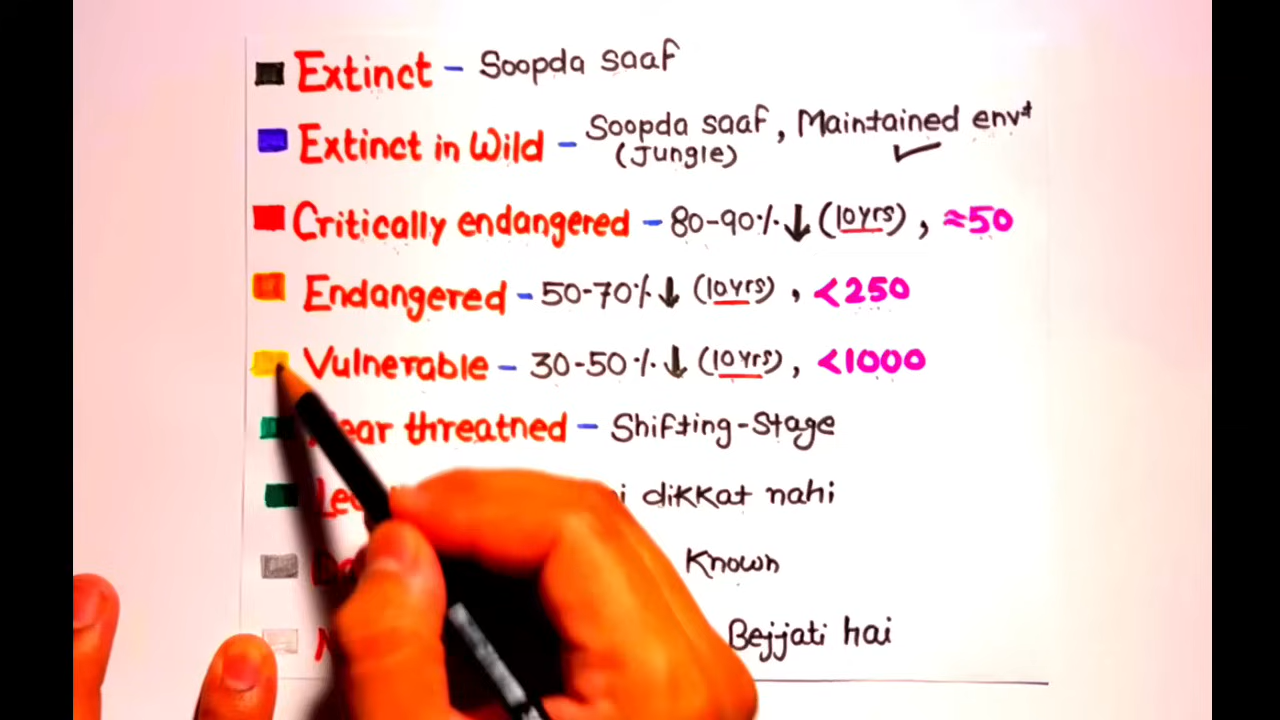 Extinct - Soopda saaf
Extinct in Wild - Soopda saaf, Maintained envt
(Jungle) ✓
Critically endangered - 80-90% ↓ (10yrs), ≈50
Endangered - 50-70% ↓ (10yrs), <250
Vulnerable - 30-50% ↓ (10yrs), <1000
threatned - Shifting-Stage
dikkat nahi
Known
Bejjati hai